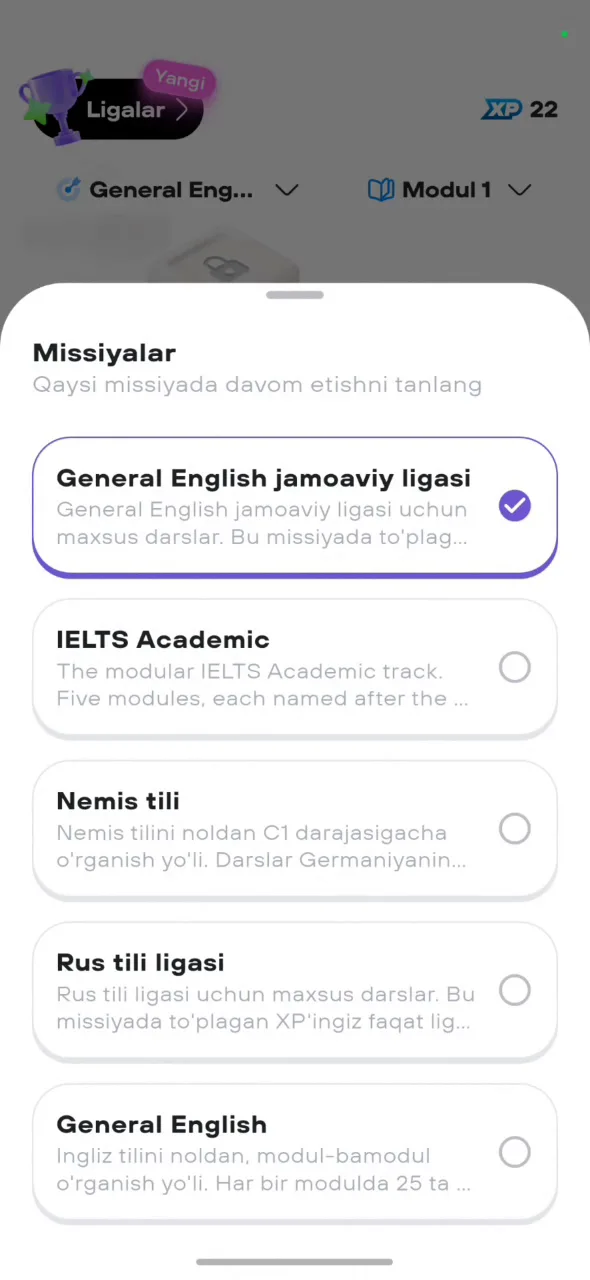 Yangi
Ligalar
XP 22
General Eng...
Modul 1
Missiyalar
Qaysi missiyada davom etishni tanlang
General English jamoaviy ligasi
General English jamoaviy ligasi uchun
maxsus darslar. Bu missiyada to'plag...
IELTS Academic
The modular IELTS Academic track.
Five modules, each named after the ...
Nemis tili
Nemis tilini noldan C1 darajasigacha
o'rganish yo'li. Darslar Germaniyanin...
Rus tili ligasi
Rus tili ligasi uchun maxsus darslar. Bu
missiyada to'plagan XP'ingiz faqat lig...
General English
Ingliz tilini noldan, modul-bamodul
o'rganish yo'li. Har bir modulda 25 ta ...